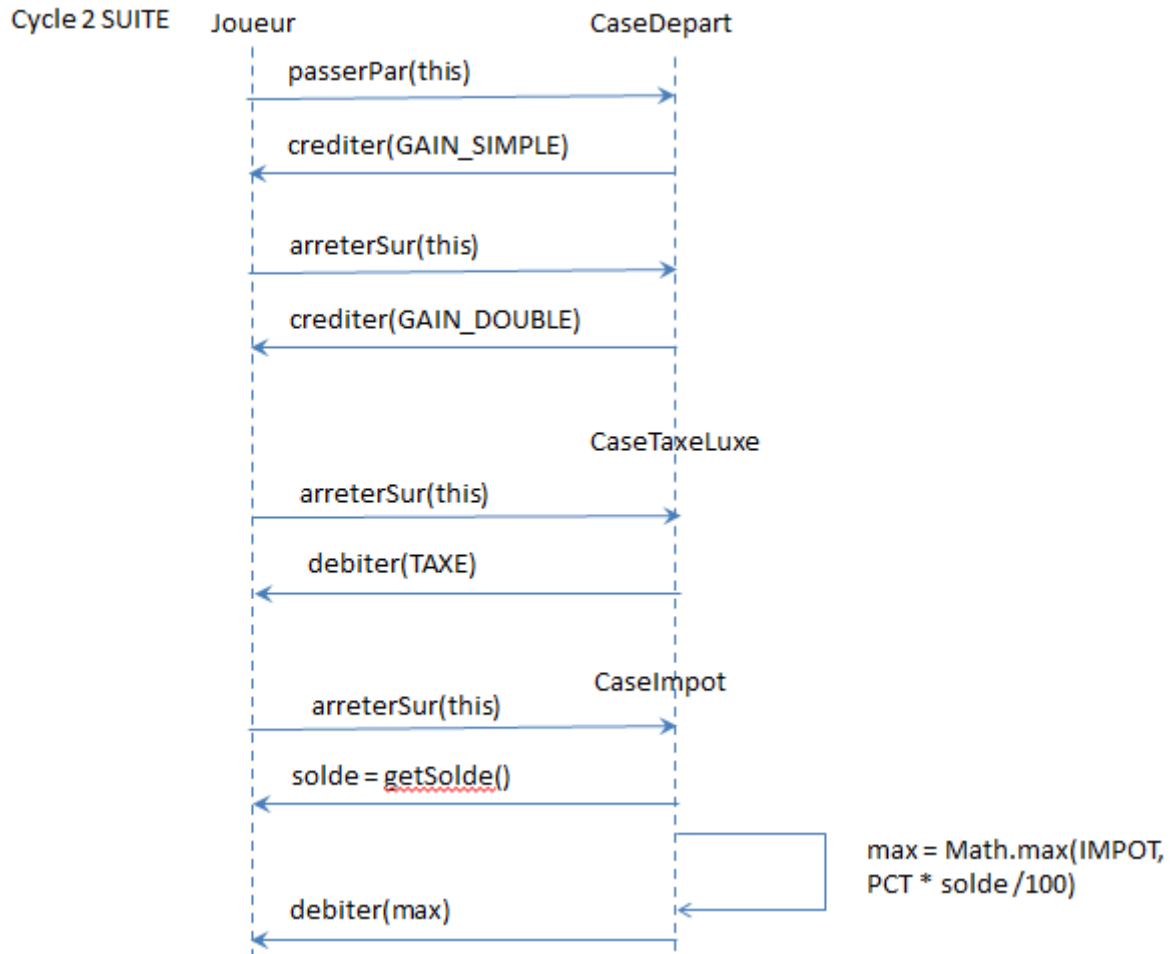 Cycle 2 SUITE
Joueur
CaseDepart
passerPar(this)
crediter(GAIN_SIMPLE)
arreterSur(this)
crediter(GAIN_DOUBLE)
CaseTaxeLuxe
arreterSur(this)
debiter(TAXE)
CaseImpot
arreterSur(this)
solde = getSolde()
max = Math.max(IMPOT,
PCT * solde /100)
debiter(max)